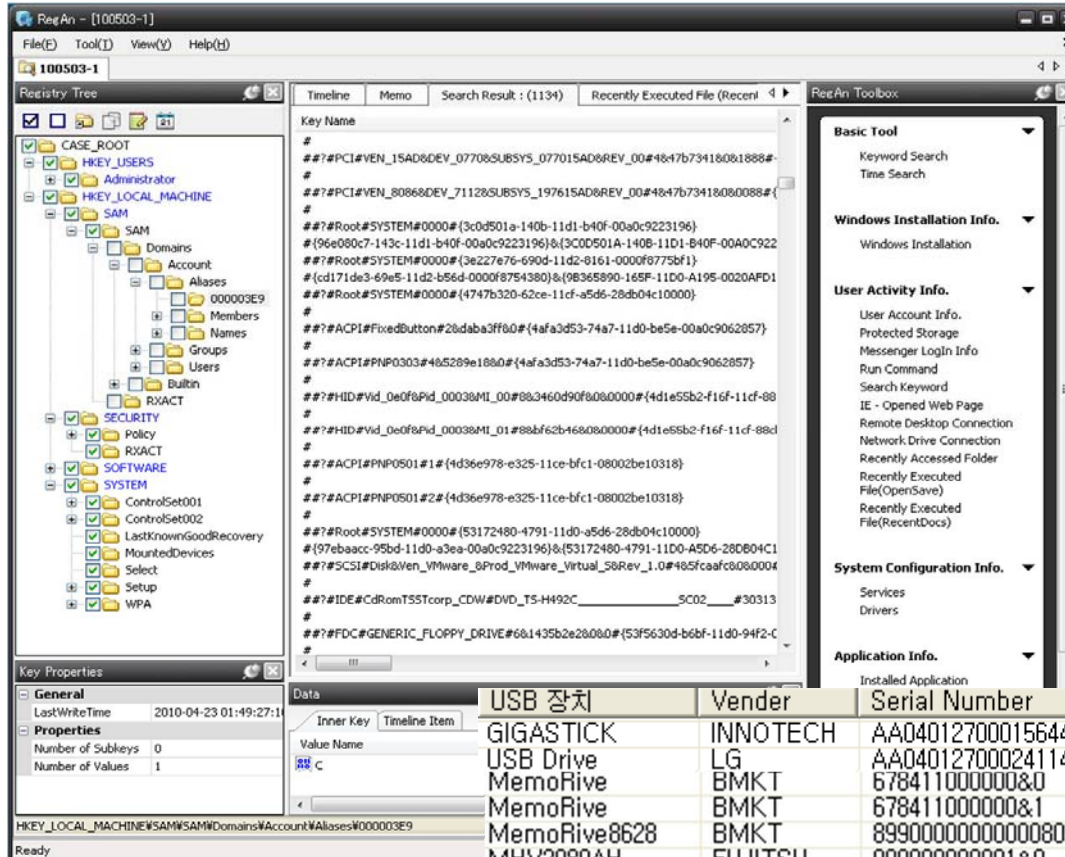 RegAn - [100503-1]
File(F) Tool(T) View(V) Help(H)
100503-1
Registry Tree
CASE_ROOT
HKEY_USERS
Administrator
HKEY_LOCAL_MACHINE
SAM
SAM
Domains
Account
Aliases
000003E9
Members
Names
Groups
Users
Builtin
RXACT
SECURITY
Policy
RXACT
SOFTWARE
SYSTEM
ControlSet001
ControlSet002
LastKnownGoodRecovery
MountedDevices
Select
Setup
WPA
Key Properties
General
LastWriteTime 2010-04-23 01:49:27:1
Properties
Number of Subkeys 0
Number of Values 1
Timeline Memo Search Result : (1134) Recently Executed File (Recent
Key Name
#
##?#PCI#VEN_15AD&DEV_0770&SUBSYS_077015AD&REV_00#4&47b7341&0&1888#
#
##?#PCI#VEN_8086&DEV_7112&SUBSYS_197615AD&REV_00#4&47b7341&0&0088#{
#
##?#Root#SYSTEM#0000#{3c0d501a-140b-11d1-b40f-00a0c9223196}
#{96e080c7-143c-11d1-b40f-00a0c9223196}&{3C0D501A-140B-11D1-B40F-00A0C922
##?#Root#SYSTEM#0000#{3e227e76-690d-11d2-8161-0000f8775bf1}
#{cd171de3-69e5-11d2-b56d-0000f8754380}&{9B365890-165F-11D0-A195-0020AFD1
##?#Root#SYSTEM#0000#{4747b320-62ce-11cf-a5d6-28db04c10000}
#
##?#ACPI#FixedButton#2&daba3ff&0#{4afa3d53-74a7-11d0-be5e-00a0c9062857}
#
##?#ACPI#PNP0303#4&5289e18&0#{4afa3d53-74a7-11d0-be5e-00a0c9062857}
#
##?#HID#Vid_0e0f&Pid_0003&MI_00#8&3460d90f&0&0000#{4d1e55b2-f16f-11cf-88
#
##?#HID#Vid_0e0f&Pid_0003&MI_01#8&bf62b46&0&0000#{4d1e55b2-f16f-11cf-88cl
#
##?#ACPI#PNP0501#1#{4d36e978-e325-11ce-bfc1-08002be10318}
#
##?#ACPI#PNP0501#2#{4d36e978-e325-11ce-bfc1-08002be10318}
#
##?#Root#SYSTEM#0000#{53172480-4791-11d0-a5d6-28db04c10000}
#{97ebaacc-95bd-11d0-a3ea-00a0c9223196}&{53172480-4791-11D0-A5D6-28DB04C1
##?#SCSI#Disk&Ven_VMware_&Prod_VMware_Virtual_S&Rev_1.0#4&5fcaafc&0&000#
#
##?#IDE#CdRomTSSTcorp_CDW#DVD_TS-H492C_______________SC02____#30313
#
##?#FDC#GENERIC_FLOPPY_DRIVE#6&1435b2e2&0&0#{53f5630d-b6bf-11d0-94f2-0
#
Data
Inner Key Timeline Item
Value Name
C
RegAn Toolbox
Basic Tool
Keyword Search
Time Search
Windows Installation Info.
Windows Installation
User Activity Info.
User Account Info.
Protected Storage
Messenger LogIn Info
Run Command
Search Keyword
IE - Opened Web Page
Remote Desktop Connection
Network Drive Connection
Recently Accessed Folder
Recently Executed
File(OpenSave)
Recently Executed
File(RecentDocs)
System Configuration Info.
Services
Drivers
Application Info.
Installed Application
USB 장치 Vender Serial Number
GIGASTICK INNOTECH AA04012700015644
USB Drive LG AA04012700024114
MemoRive BMKT 678411000000&0
MemoRive BMKT 678411000000&1
MemoRive8628 BMKT 8990000000000080
HKEY_LOCAL_MACHINE¥SAM¥SAM¥Domains¥Account¥Aliases¥000003E9
Ready